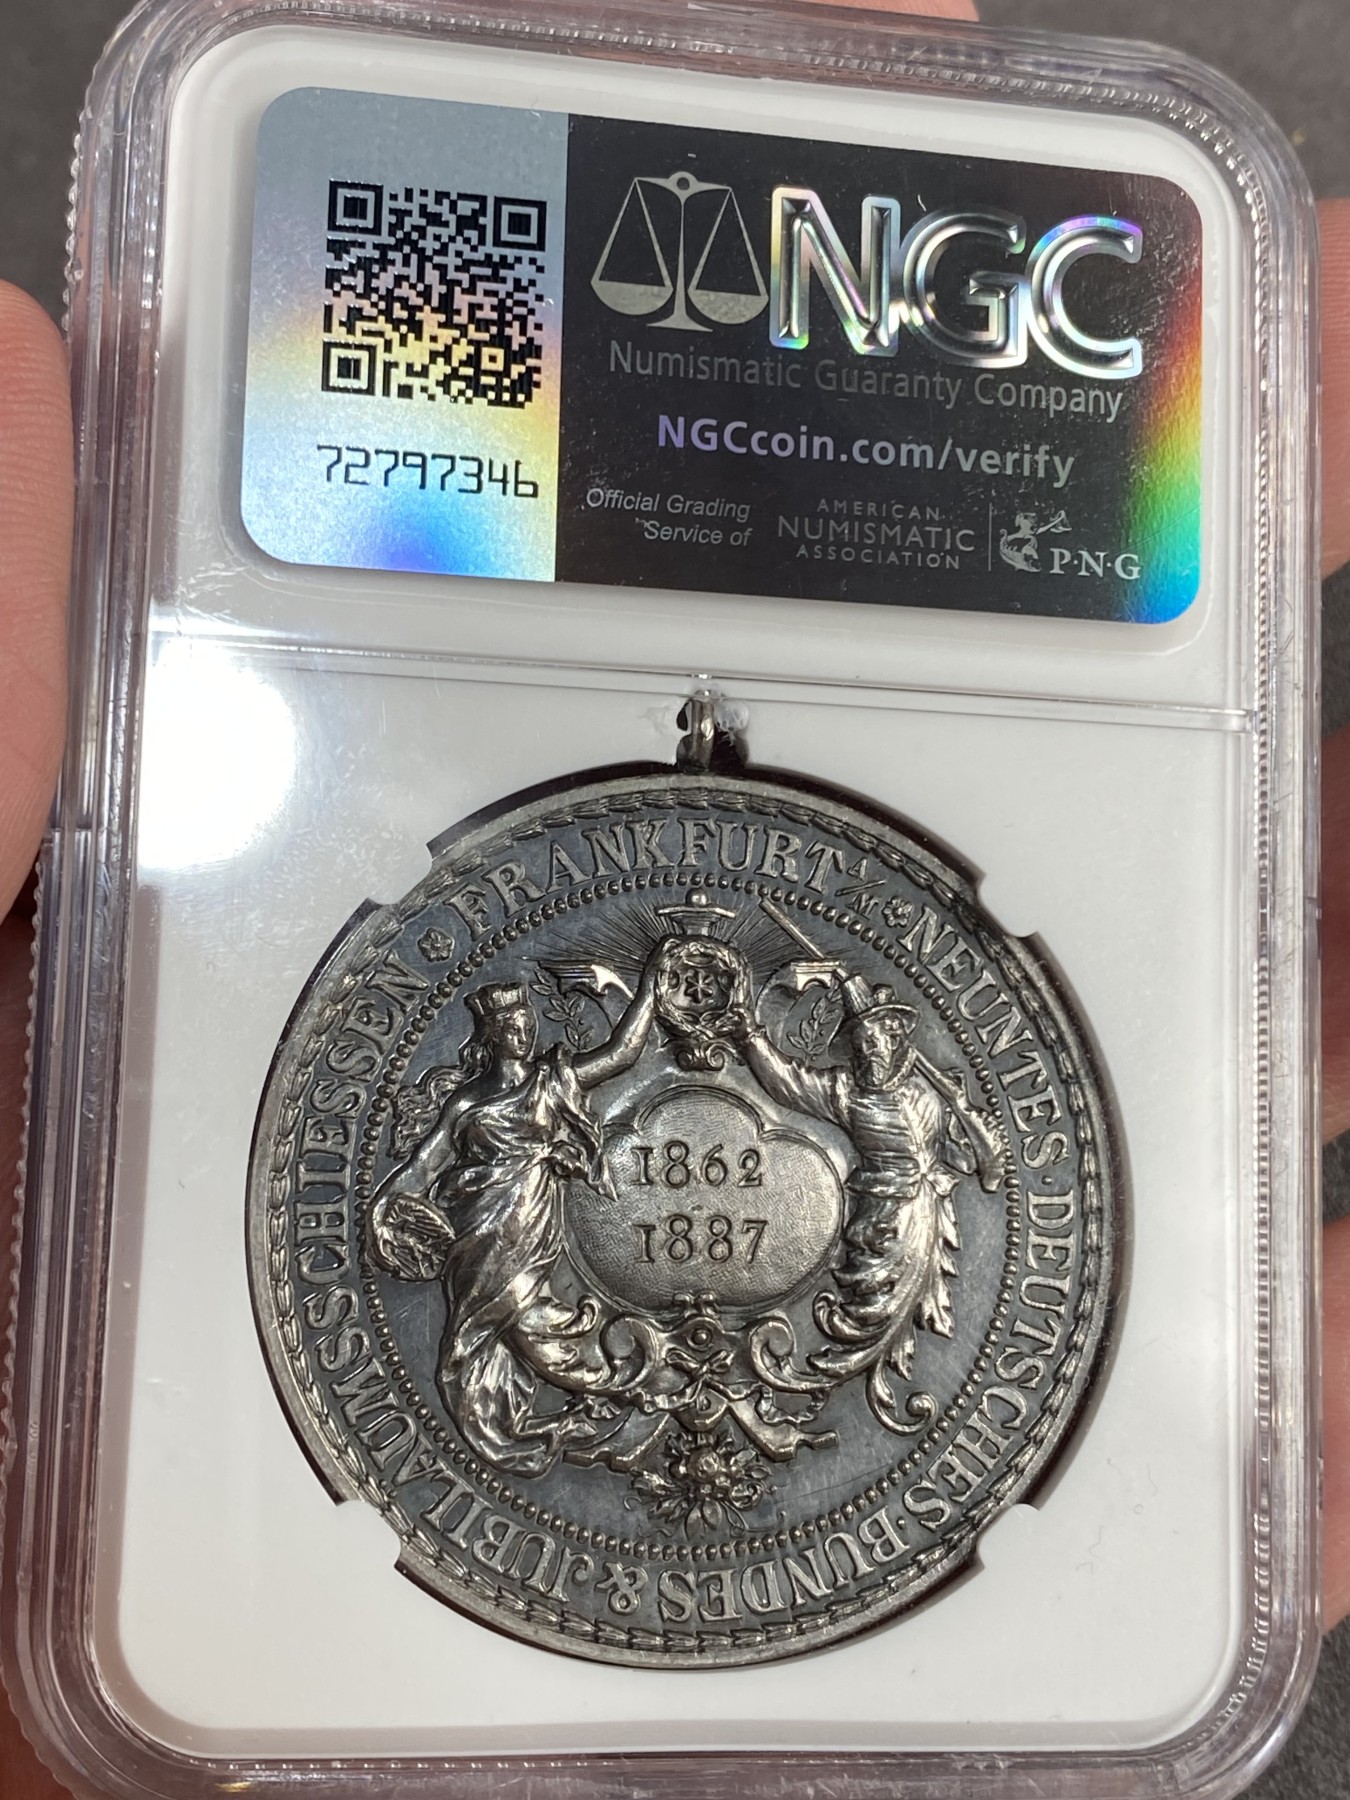 NGC
Numismatic Guaranty Company
NGCcoin.com/verify
72797346
Official Grading
Service of
AMERICAN
NUMISMATIC
ASSOCIATION
P·N·G
FRANKFURT A/M NEUNTES · DEUTSCHES · BUNDES & JUBILAUMSSCHIESSEN
1862
1887